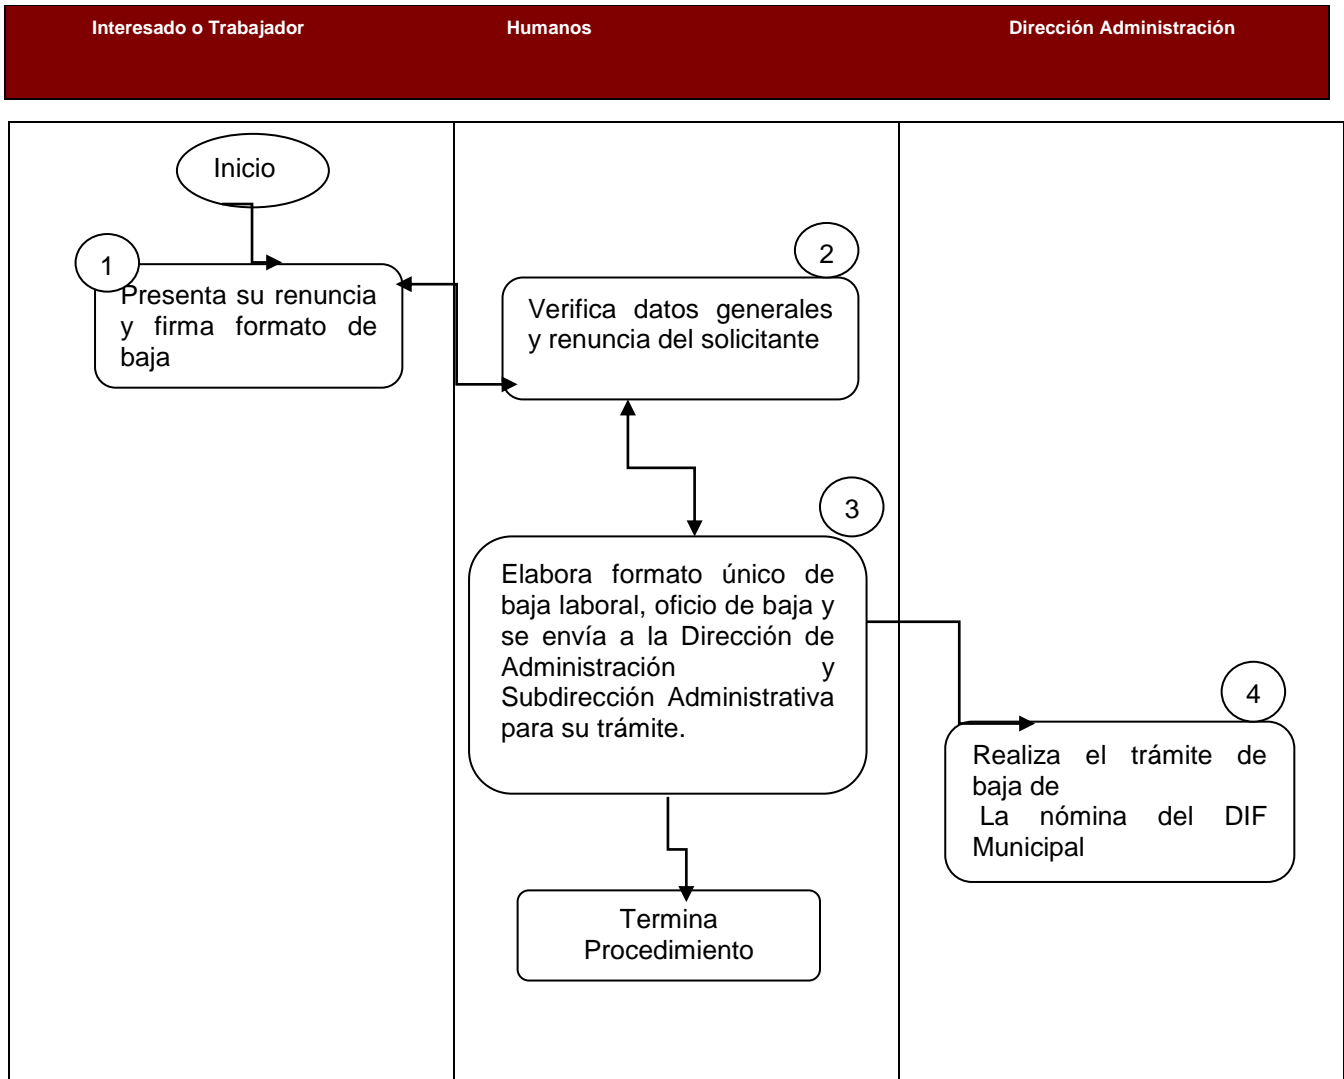 Interesado o Trabajador
Humanos
Dirección Administración
Inicio
1
Presenta su renuncia
y firma formato de
baja
2
Verifica datos generales
y renuncia del solicitante
3
Elabora formato único de
baja laboral, oficio de baja y
se envía a la Dirección de
Administración y
Subdirección Administrativa
para su trámite.
4
Realiza el trámite de
baja de
La nómina del DIF
Municipal
Termina
Procedimiento